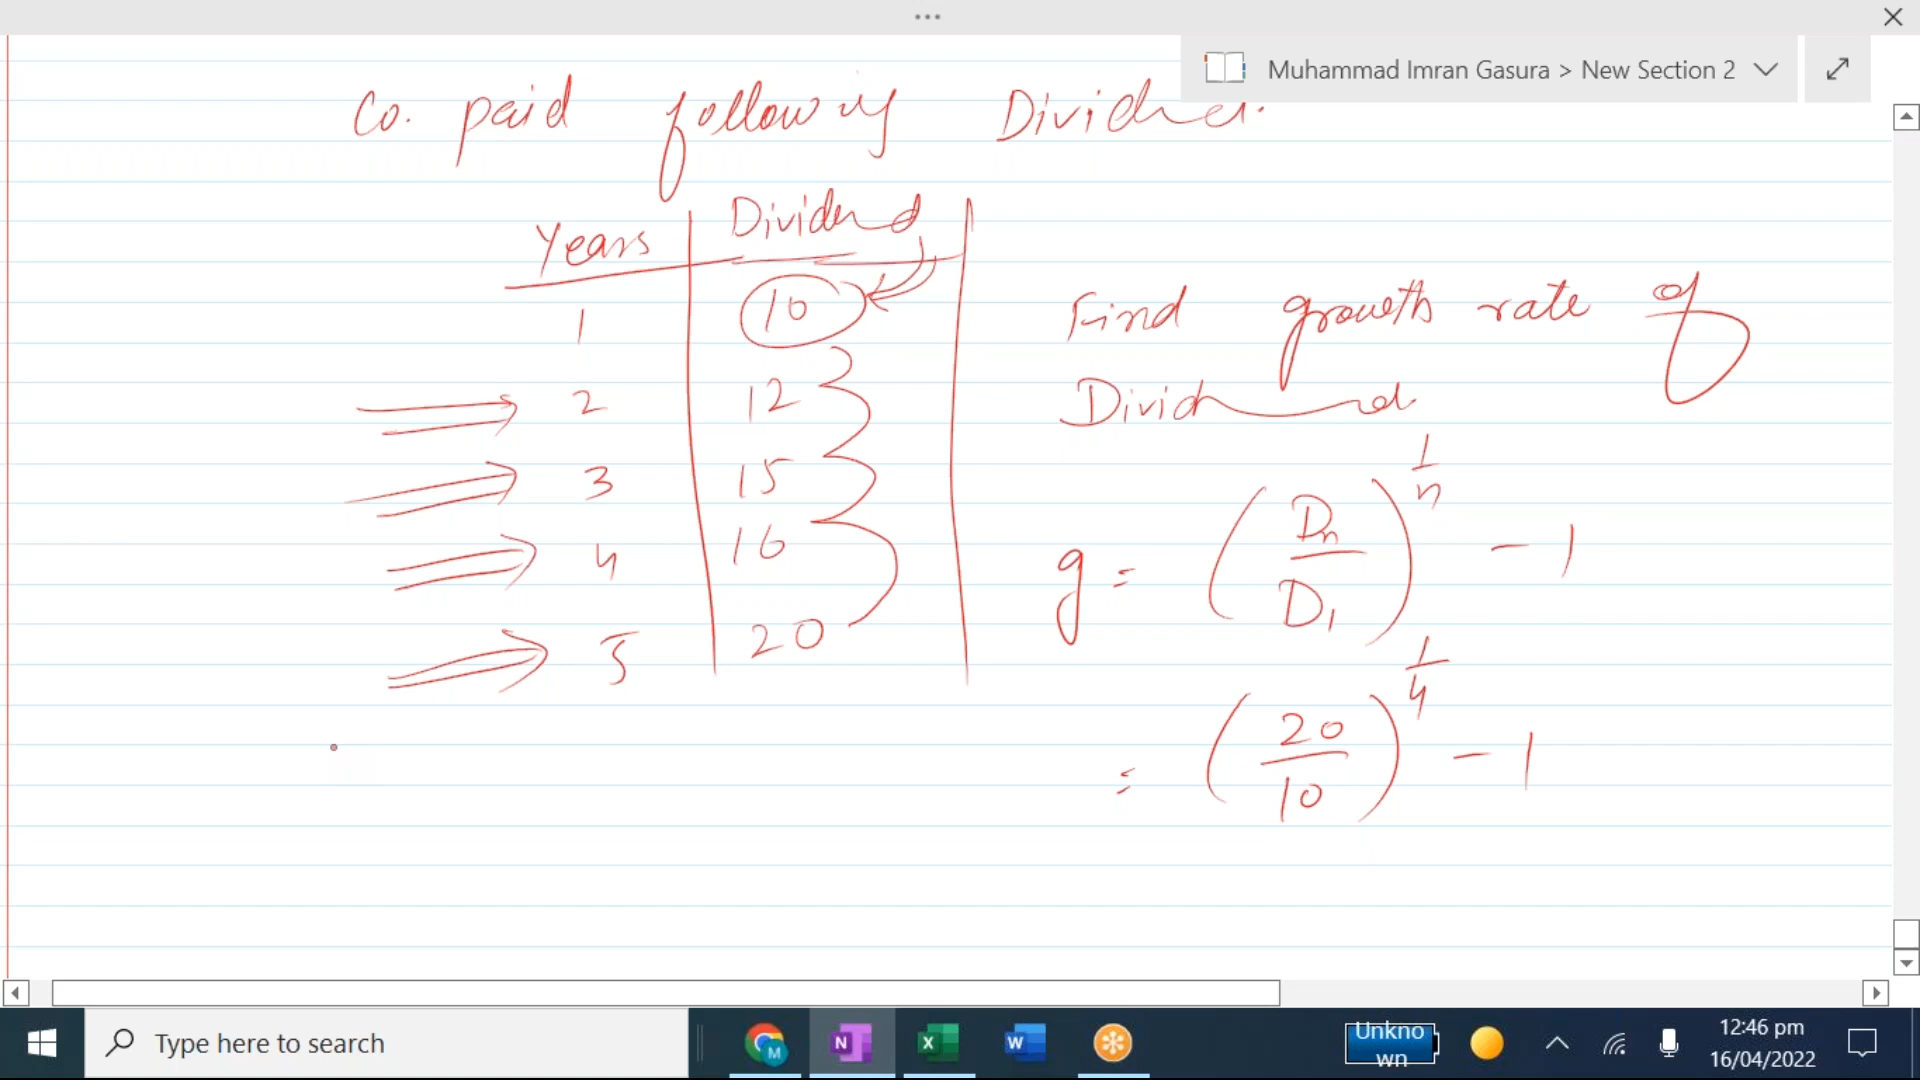 Muhammad Imran Gasura > New Section 2
Co. paid following Dividend.
Years Dividend
1 10
2 12
3 15
4 16
5 20
Find growth rate of
Dividend
g = (Dn/D1)^1/n - 1
= (20/10)^1/4 - 1
Type here to search
Unkno
wn
12:46 pm
16/04/2022